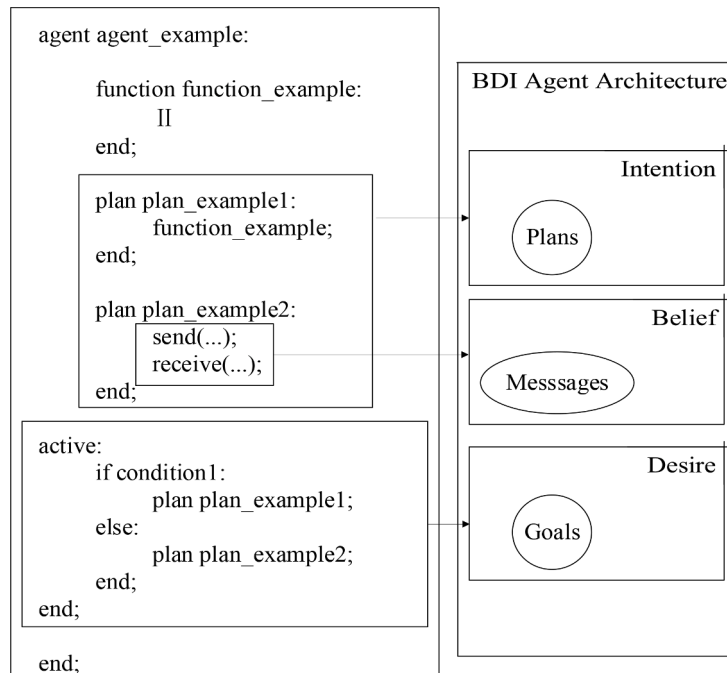 agent agent_example:
function function_example:
II
end;
plan plan_example1:
function_example;
end;
plan plan_example2:
send(...);
receive(...);
end;
active:
if condition1:
plan plan_example1;
else:
plan plan_example2;
end;
end;
end;
BDI Agent Architecture
Intention
Plans
Belief
Messsages
Desire
Goals